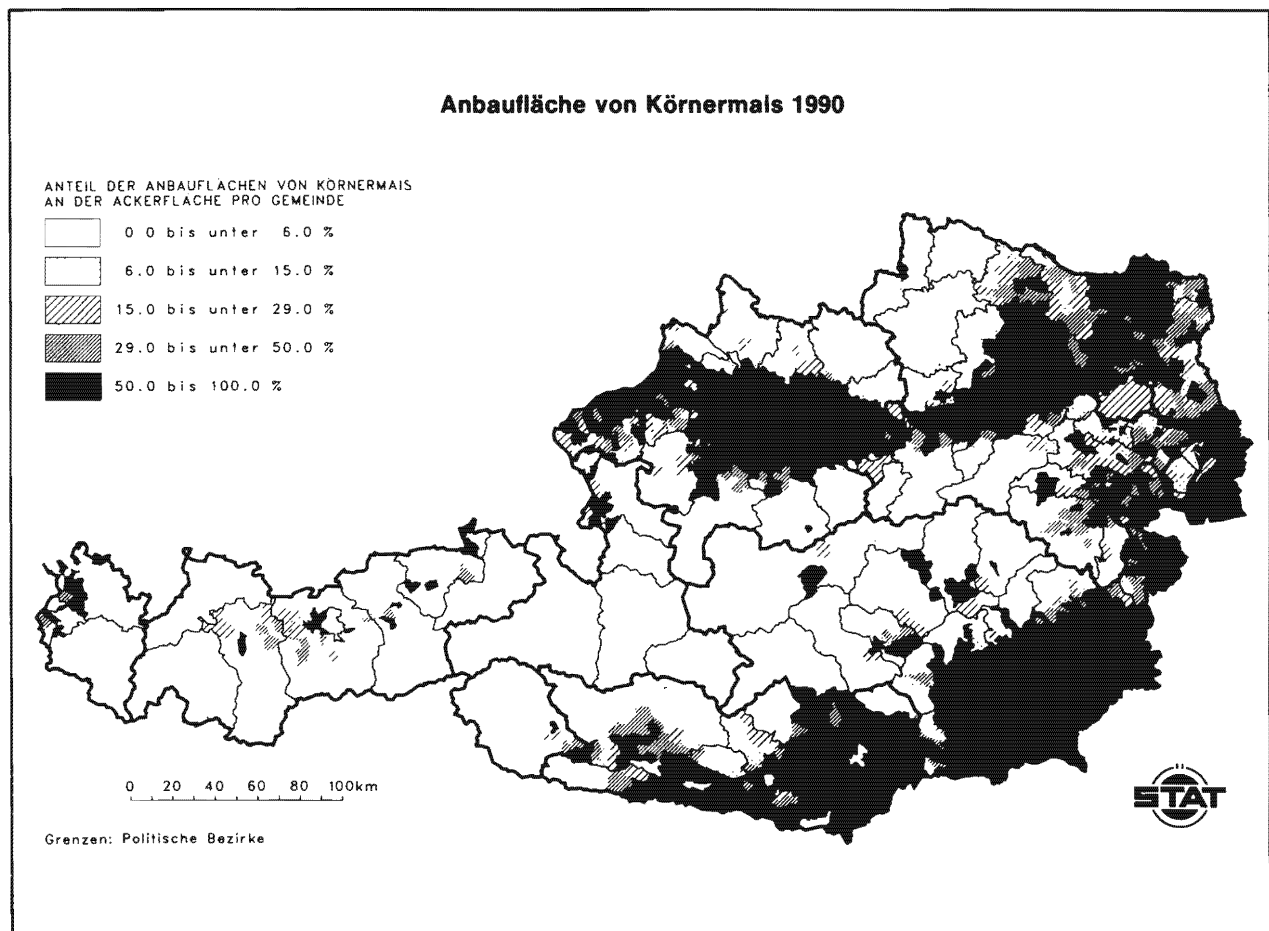 Anbaufläche von Körnermais 1990
ANTEIL DER ANBAUFLÄCHEN VON KÖRNERMAIS
AN DER ACKERFLÄCHE PRO GEMEINDE
0 0 bis unter 6.0 %
6.0 bis unter 15.0 %
15.0 bis unter 29.0 %
29.0 bis unter 50.0 %
50.0 bis 100.0 %
0 20 40 60 80 100km
Grenzen: Politische Bezirke
ÖSTAT